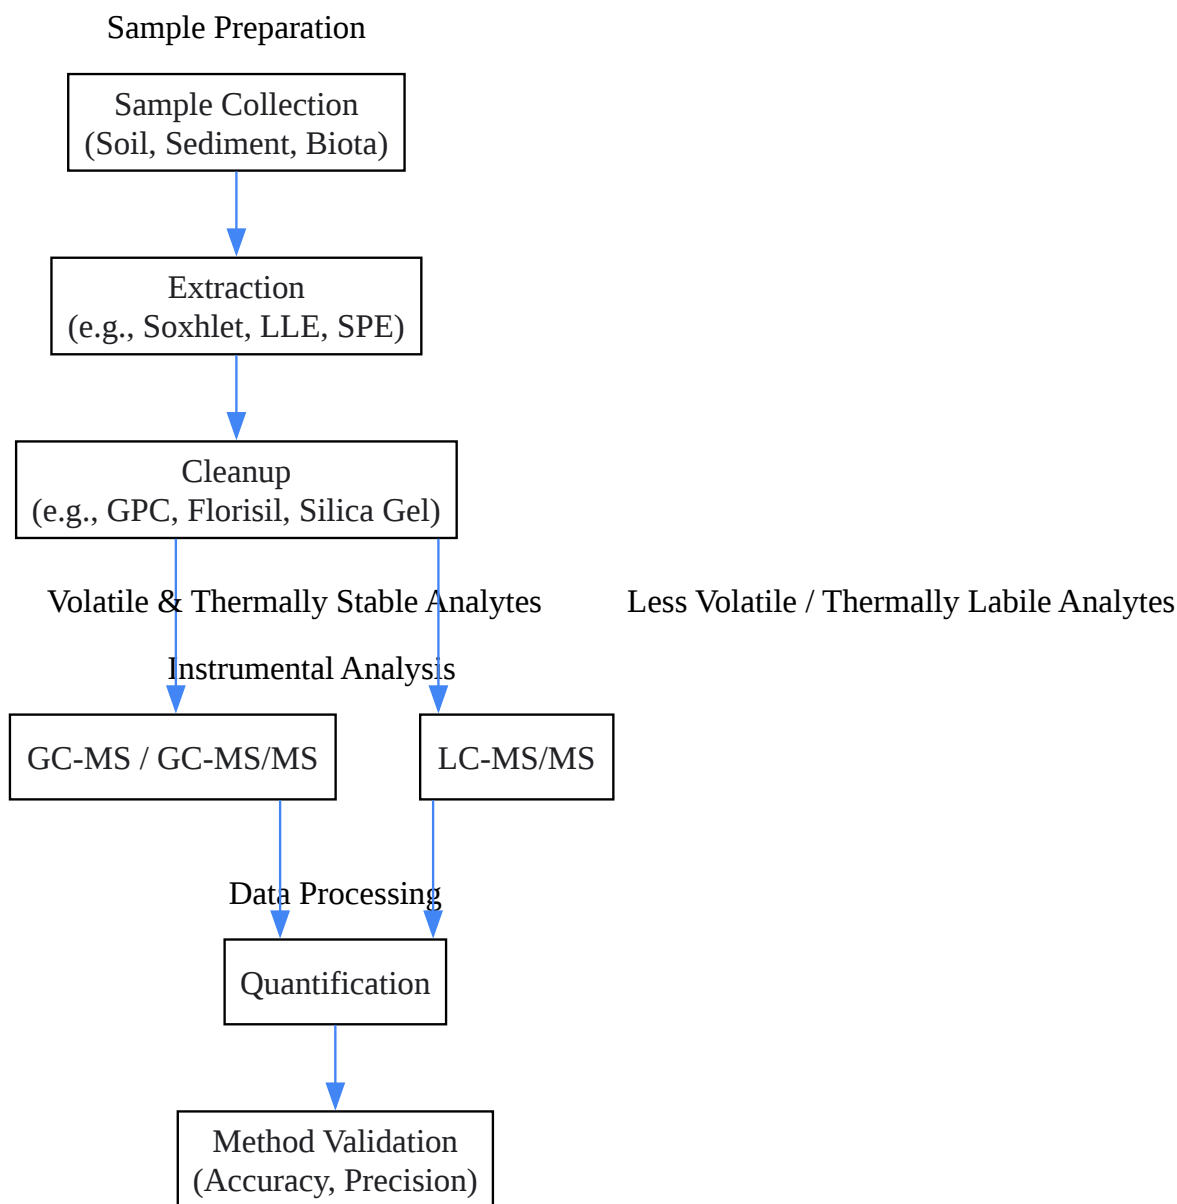 Sample Preparation
Sample Collection
(Soil, Sediment, Biota)
Extraction
(e.g., Soxhlet, LLE, SPE)
Cleanup
(e.g., GPC, Florisil, Silica Gel)
Volatile & Thermally Stable Analytes
Less Volatile / Thermally Labile Analytes
Instrumental Analysis
GC-MS / GC-MS/MS
LC-MS/MS
Data Processing
Quantification
Method Validation
(Accuracy, Precision)